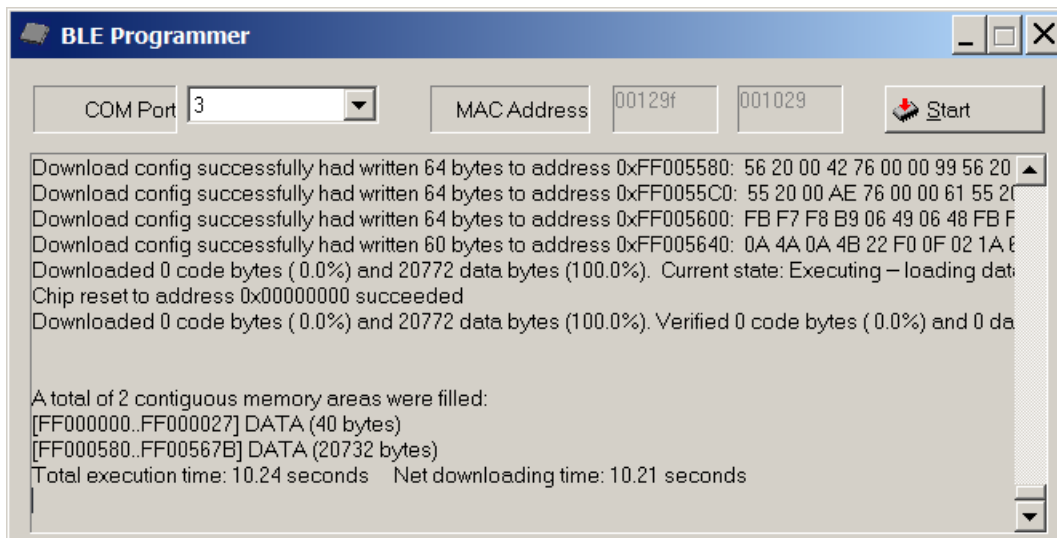 BLE Programmer
COM Port 3 MAC Address 00129f 001029 Start
Download config successfully had written 64 bytes to address 0xFF005580: 56 20 00 42 76 00 00 99 56 20
Download config successfully had written 64 bytes to address 0xFF0055C0: 55 20 00 AE 76 00 00 61 55 20
Download config successfully had written 64 bytes to address 0xFF005600: FB F7 F8 B9 06 49 06 48 FB F
Download config successfully had written 60 bytes to address 0xFF005640: 0A 4A 0A 4B 22 F0 0F 02 1A 6
Downloaded 0 code bytes ( 0.0%) and 20772 data bytes (100.0%). Current state: Executing – loading dat
Chip reset to address 0x00000000 succeeded
Downloaded 0 code bytes ( 0.0%) and 20772 data bytes (100.0%). Verified 0 code bytes ( 0.0%) and 0 da
A total of 2 contiguous memory areas were filled:
[FF000000..FF000027] DATA (40 bytes)
[FF000580..FF00567B] DATA (20732 bytes)
Total execution time: 10.24 seconds Net downloading time: 10.21 seconds